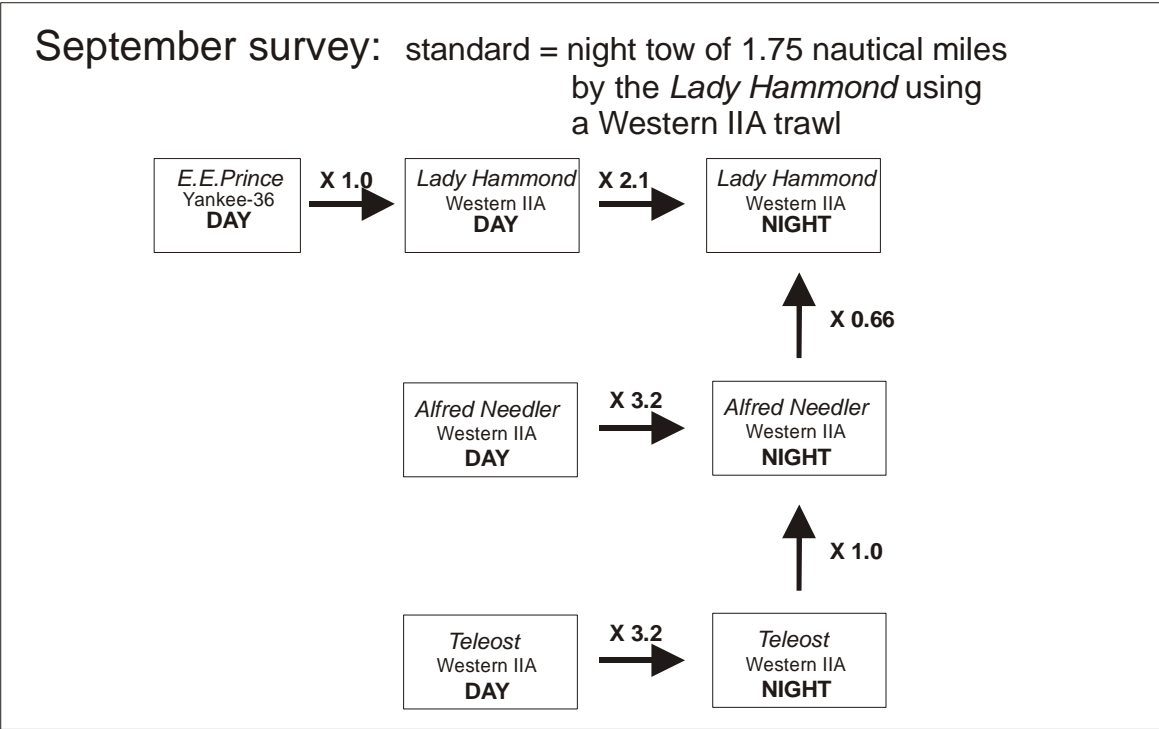 September survey: standard = night tow of 1.75 nautical miles
by the Lady Hammond using
a Western IIA trawl
E.E.Prince
Yankee-36
DAY
X 1.0
Lady Hammond
Western IIA
DAY
X 2.1
Lady Hammond
Western IIA
NIGHT
X 0.66
Alfred Needler
Western IIA
DAY
X 3.2
Alfred Needler
Western IIA
NIGHT
X 1.0
Teleost
Western IIA
DAY
X 3.2
Teleost
Western IIA
NIGHT